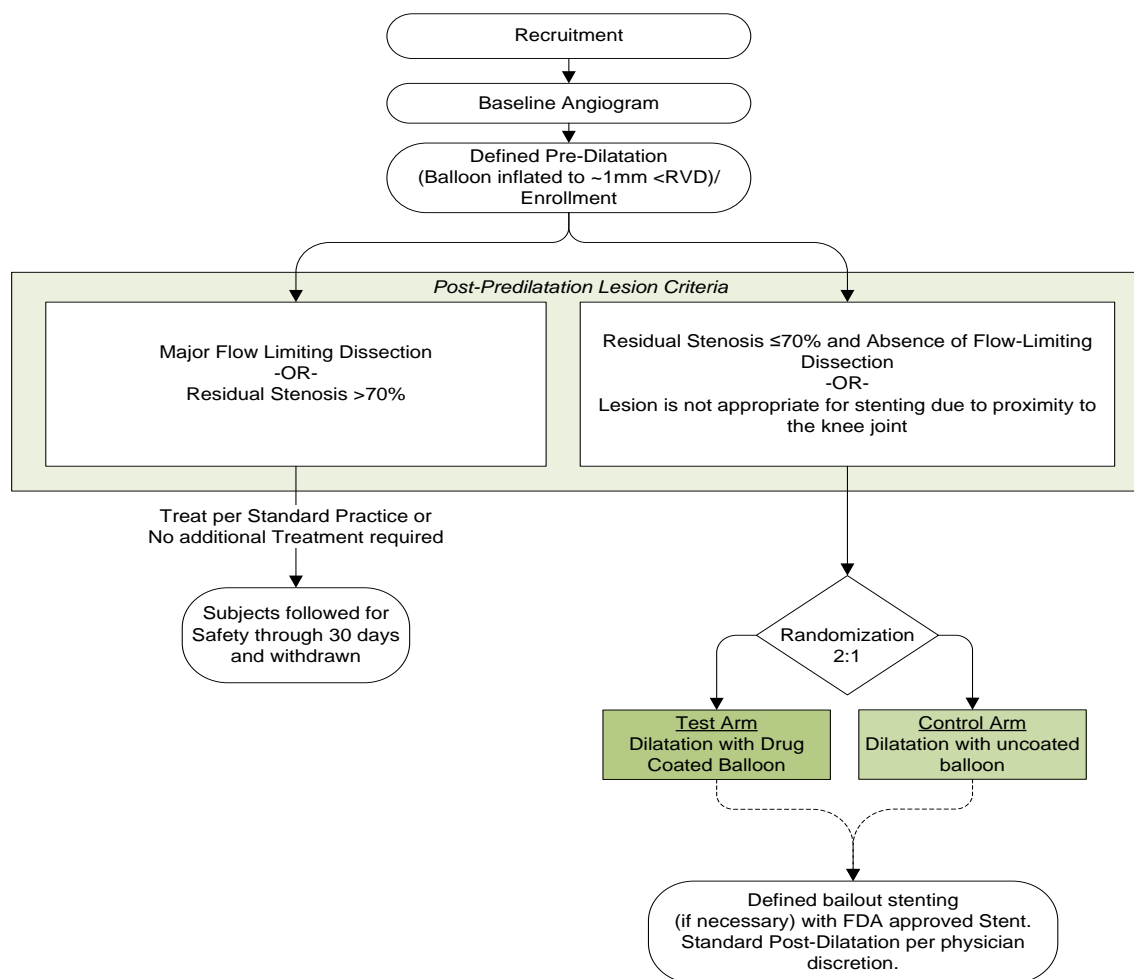 Recruitment
Baseline Angiogram
Defined Pre-Dilatation
(Balloon inflated to ~1mm <RVD)/
Enrollment
Post-Predilatation Lesion Criteria
Major Flow Limiting Dissection
-OR-
Residual Stenosis >70%
Residual Stenosis ≤70% and Absence of Flow-Limiting
Dissection
-OR-
Lesion is not appropriate for stenting due to proximity to
the knee joint
Treat per Standard Practice or
No additional Treatment required
Subjects followed for
Safety through 30 days
and withdrawn
Randomization
2:1
Test Arm
Dilatation with Drug
Coated Balloon
Control Arm
Dilatation with uncoated
balloon
Defined bailout stenting
(if necessary) with FDA approved Stent.
Standard Post-Dilatation per physician
discretion.